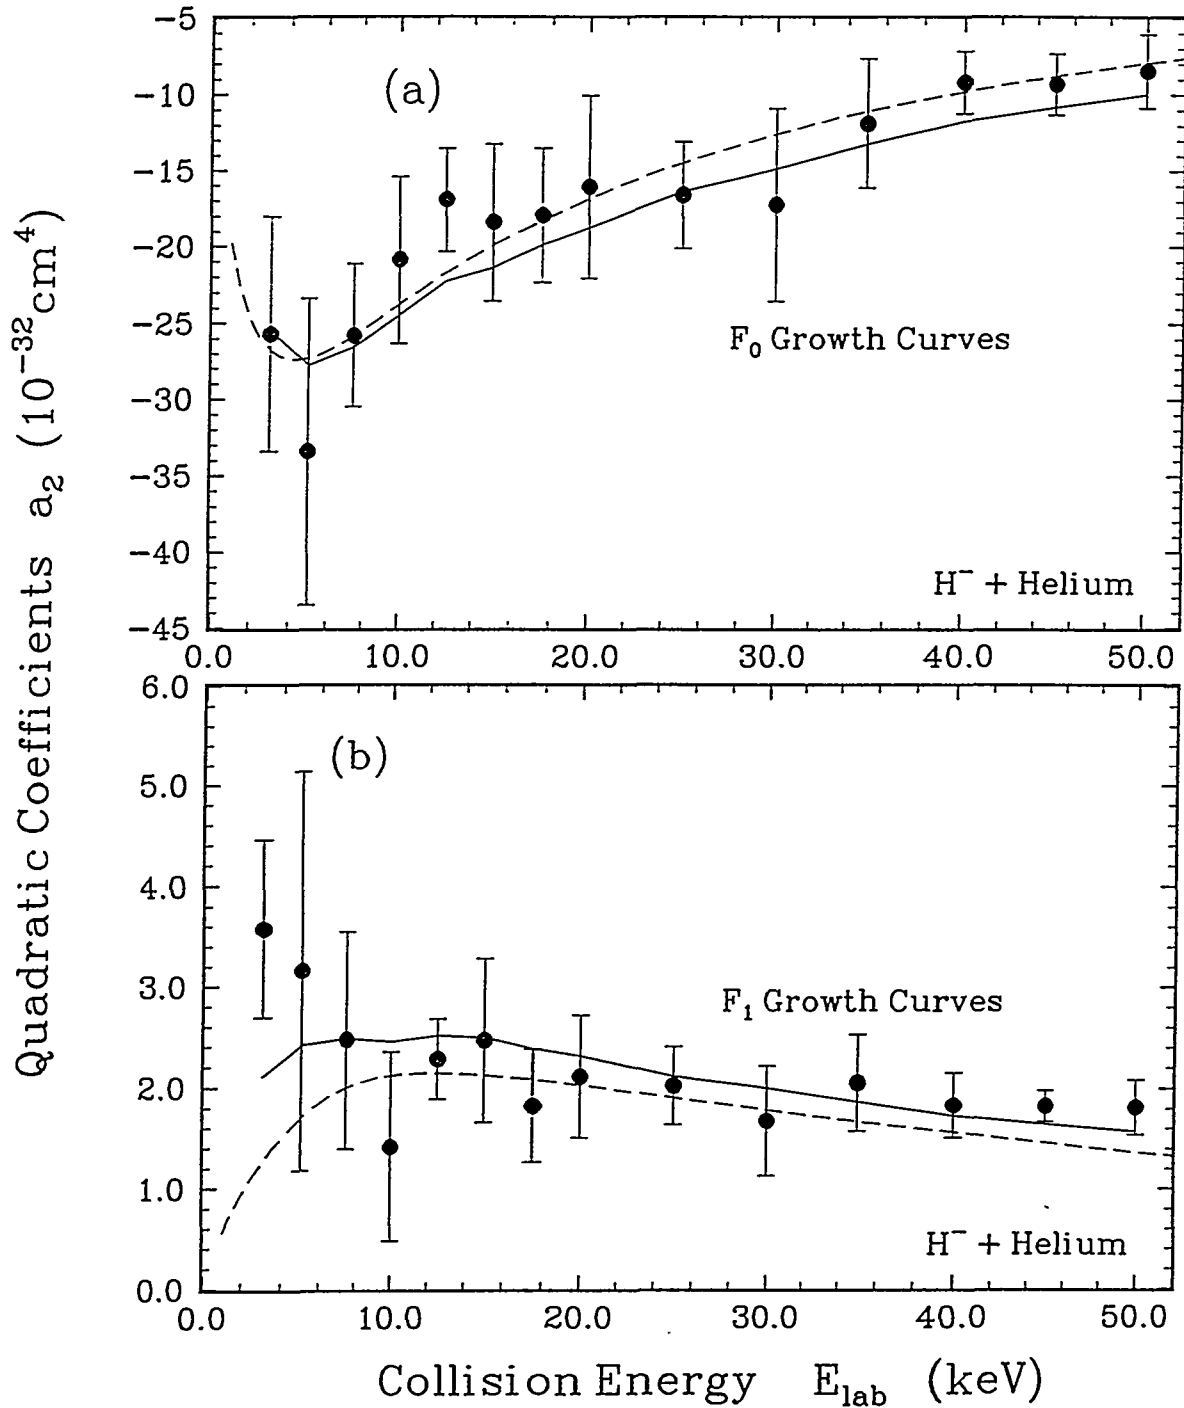 Quadratic Coefficients a₂ (10⁻³²cm⁴)
-5
-10
-15
-20
-25
-30
-35
-40
-45
(a)
F₀ Growth Curves
H⁻ + Helium
0.0 10.0 20.0 30.0 40.0 50.0
6.0
5.0
4.0
3.0
2.0
1.0
0.0
(b)
F₁ Growth Curves
H⁻ + Helium
0.0 10.0 20.0 30.0 40.0 50.0
Collision Energy E_lab (keV)